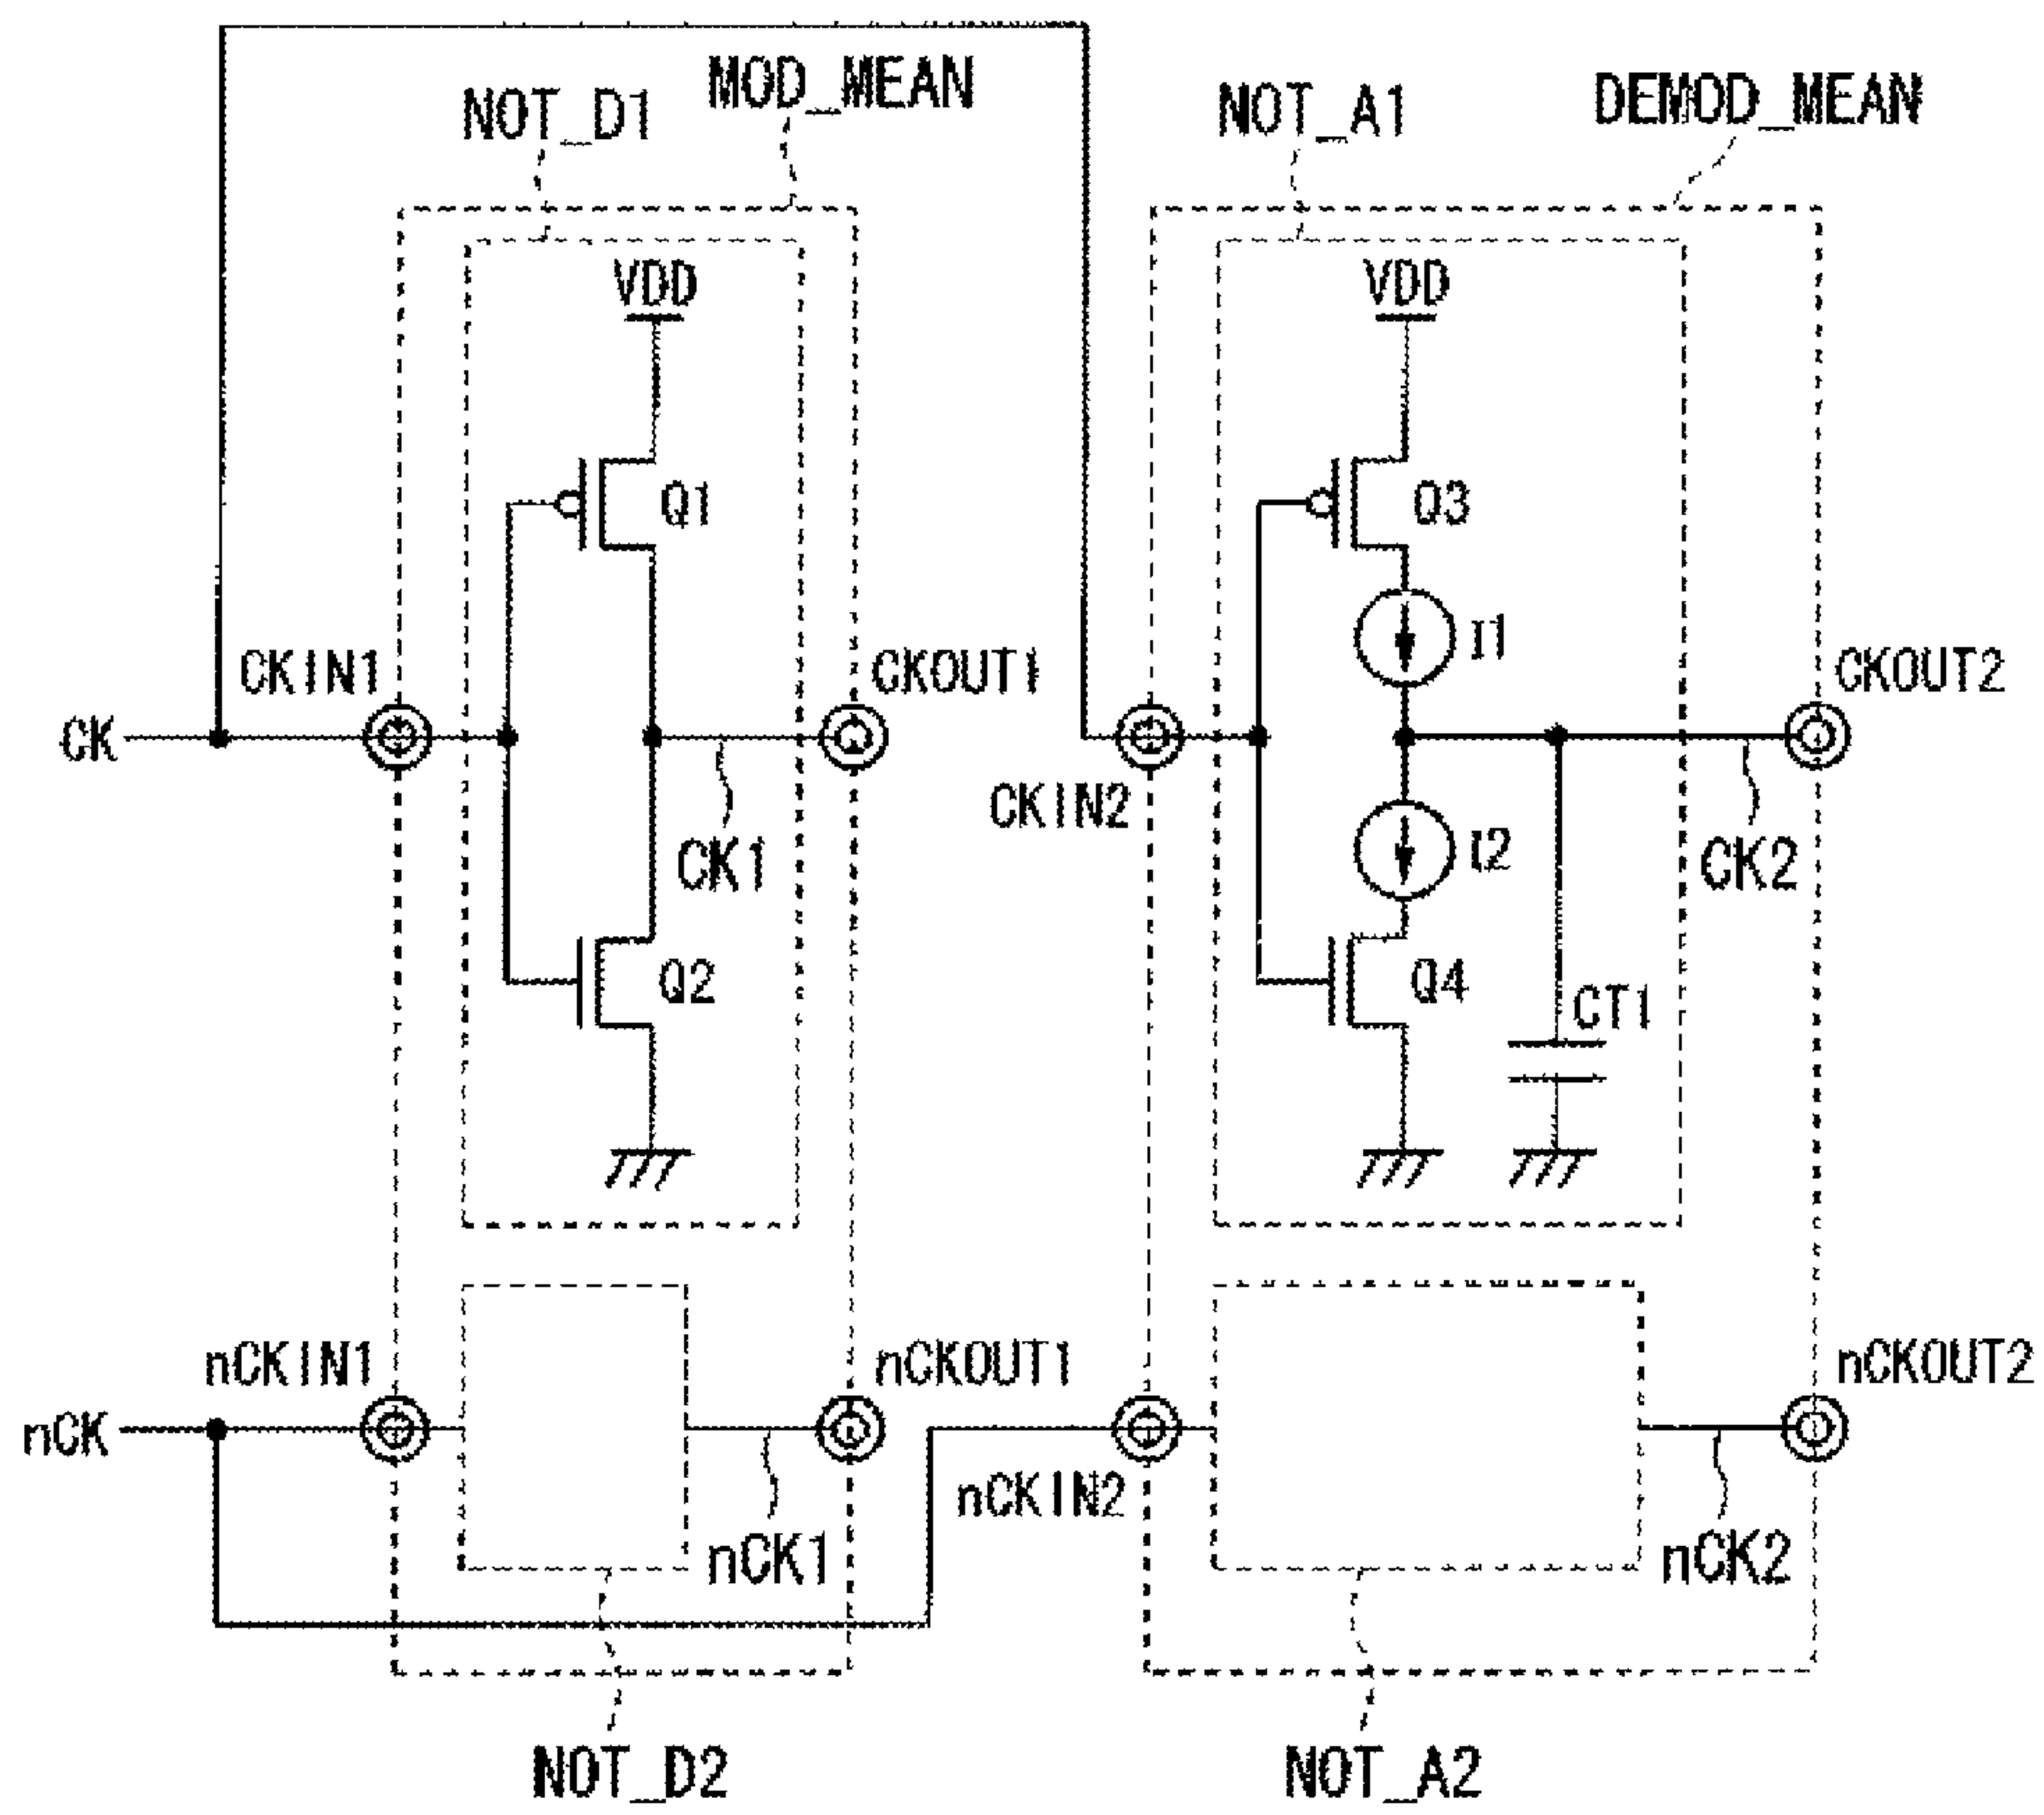 MOD_MEAN
DEMOD_MEAN
NOT_D1
NOT_A1
VDD
VDD
Q1
Q3
I1
CKIN1
CKOUT1
CKOUT2
CK
CKIN2
CK1
I2
CK2
Q2
Q4
CT1
nCKIN1
nCKOUT1
nCKOUT2
nCK
nCKIN2
nCK1
nCK2
NOT_D2
NOT_A2